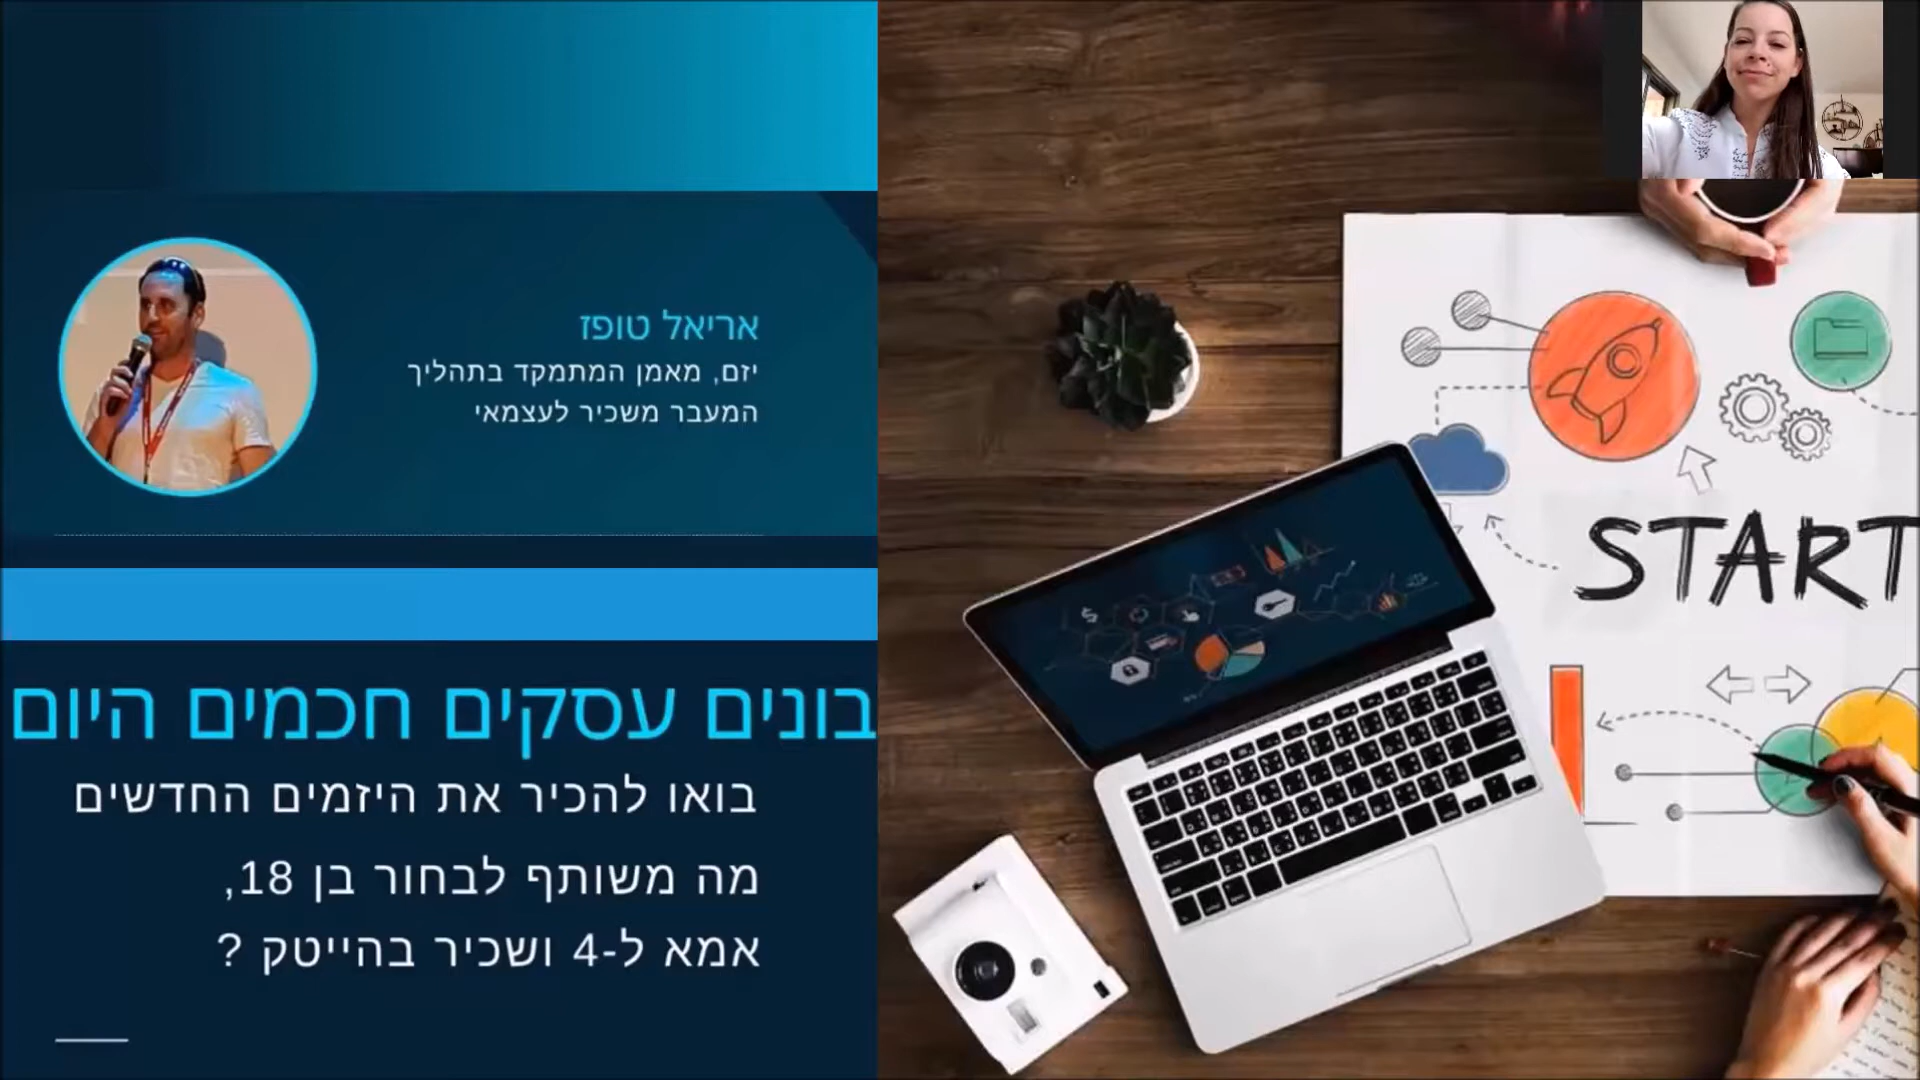 אריאל טופז
יזם, מאמן המתמקד בתהליך
המעבר משכיר לעצמאי
בונים עסקים חכמים היום
בואו להכיר את היזמים החדשים
מה משותף לבחור בן 18,
אמא ל-4 ושכיר בהייטק ?
START